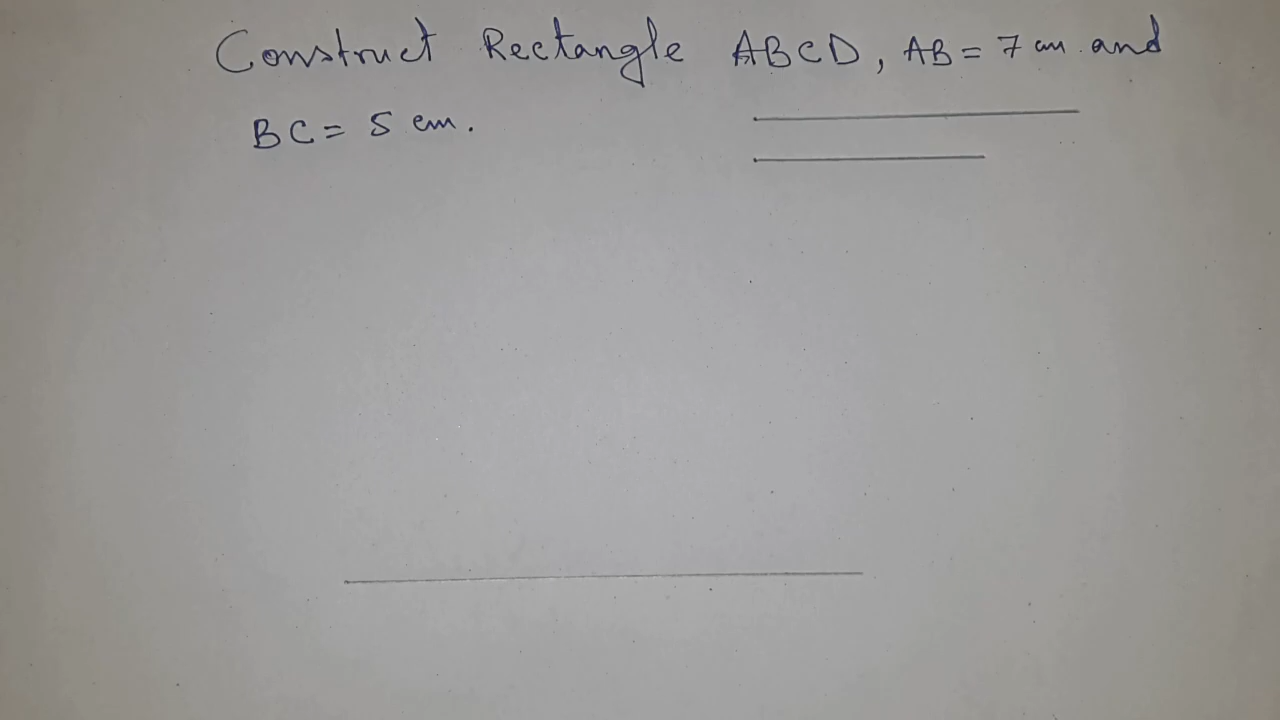 Construct Rectangle ABCD, AB = 7 cm and
BC = 5 cm.